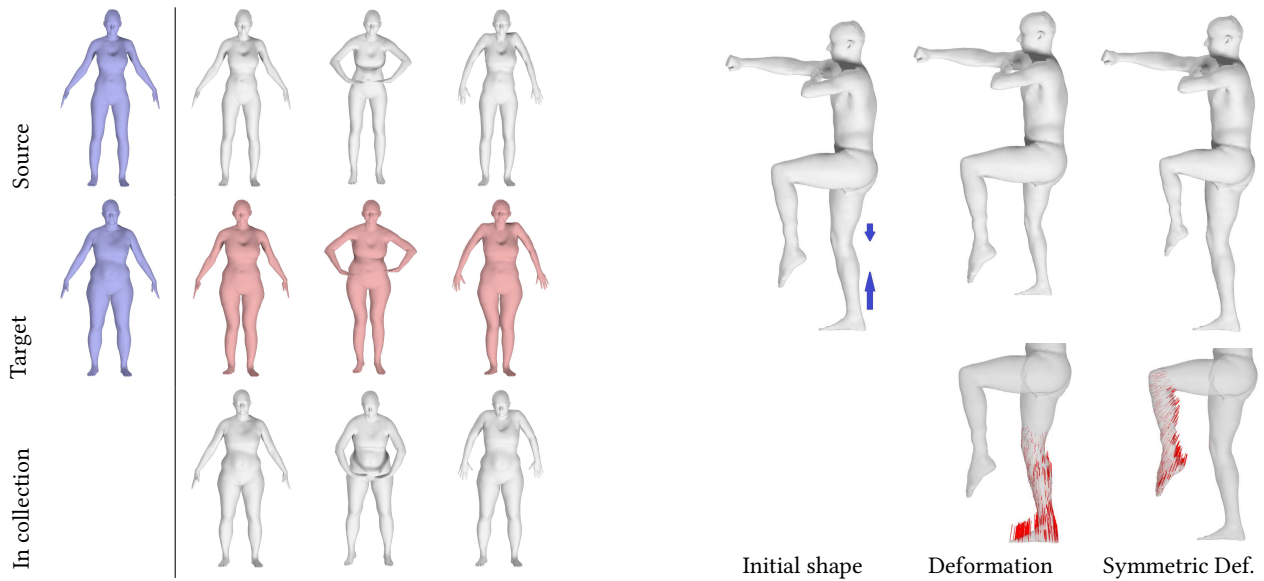 Source
Target
In collection
Initial shape
Deformation
Symmetric Def.